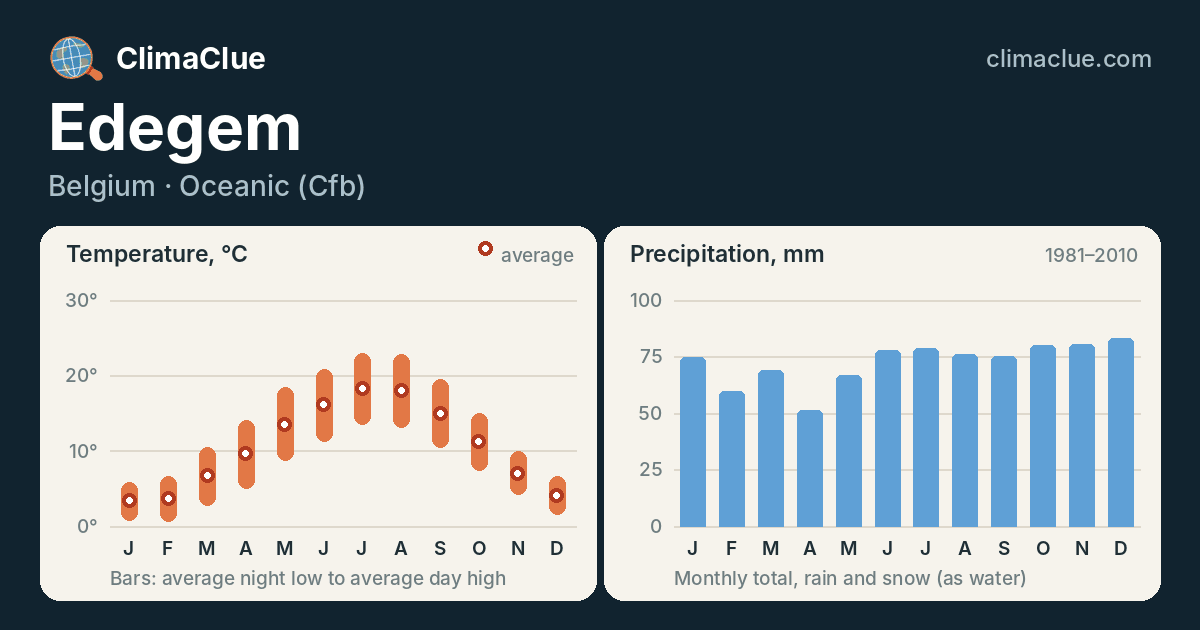 ClimaClue
climaclue.com
Edegem
Belgium · Oceanic (Cfb)
Temperature, °C
average
30°
20°
10°
0°
J F M A M J J A S O N D
Bars: average night low to average day high
Precipitation, mm
1981–2010
100
75
50
25
0
J F M A M J J A S O N D
Monthly total, rain and snow (as water)